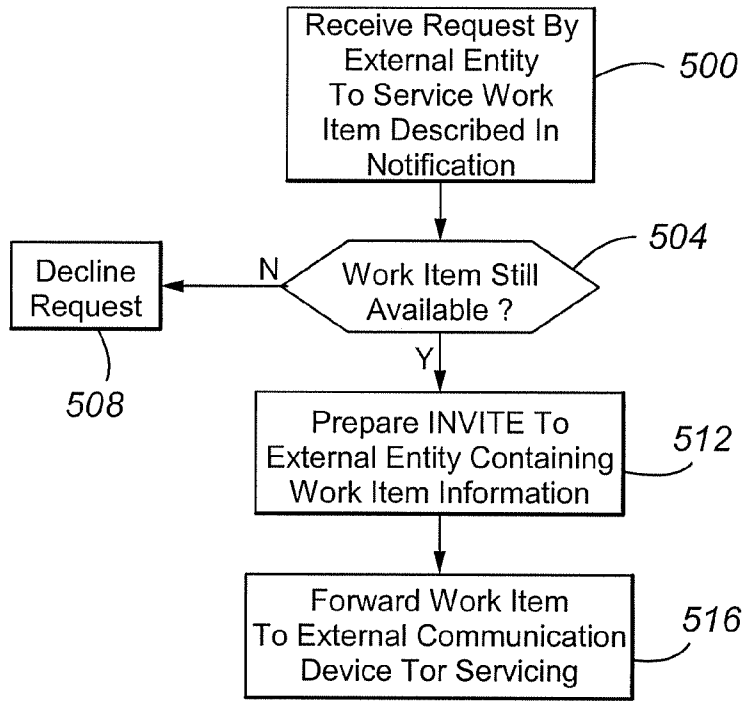 Receive Request By
External Entity
To Service Work
Item Described In
Notification
500
504
Work Item Still
Available ?
N
Decline
Request
508
Y
Prepare INVITE To
External Entity Containing
Work Item Information
512
Forward Work Item
To External Communication
Device Tor Servicing
516